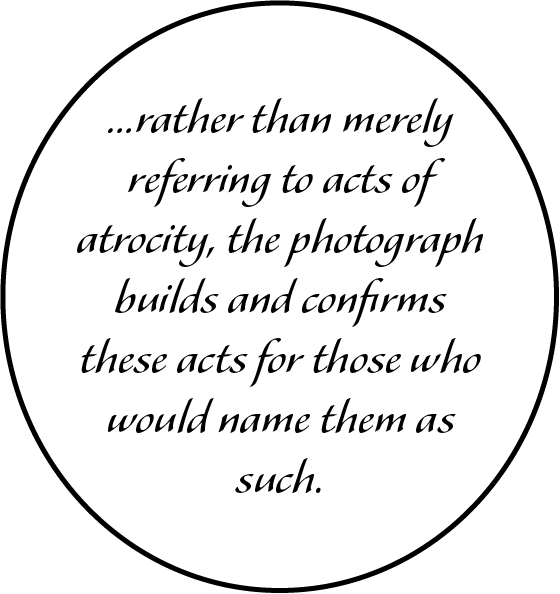 ...rather than merely
referring to acts of
atrocity, the photograph
builds and confirms
these acts for those who
would name them as
such.